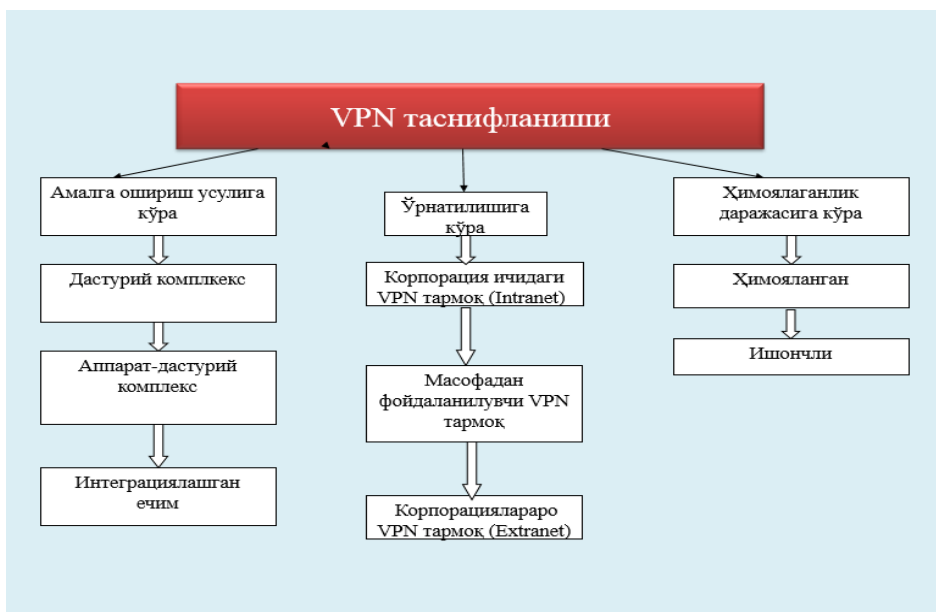 VPN таснифланиши
Амалга ошириш усулига
кўра
Дастурий комплкекс
Аппарат-дастурий
комплекс
Интеграциялашган
ечим
Ўрнатилишига
кўра
Корпорация ичидаги
VPN тармоқ (Intranet)
Масофадан
фойдаланилувчи VPN
тармоқ
Корпорациялараро
VPN тармоқ (Extranet)
Ҳимоялаганлик
даражасига кўра
Ҳимояланган
Ишончли